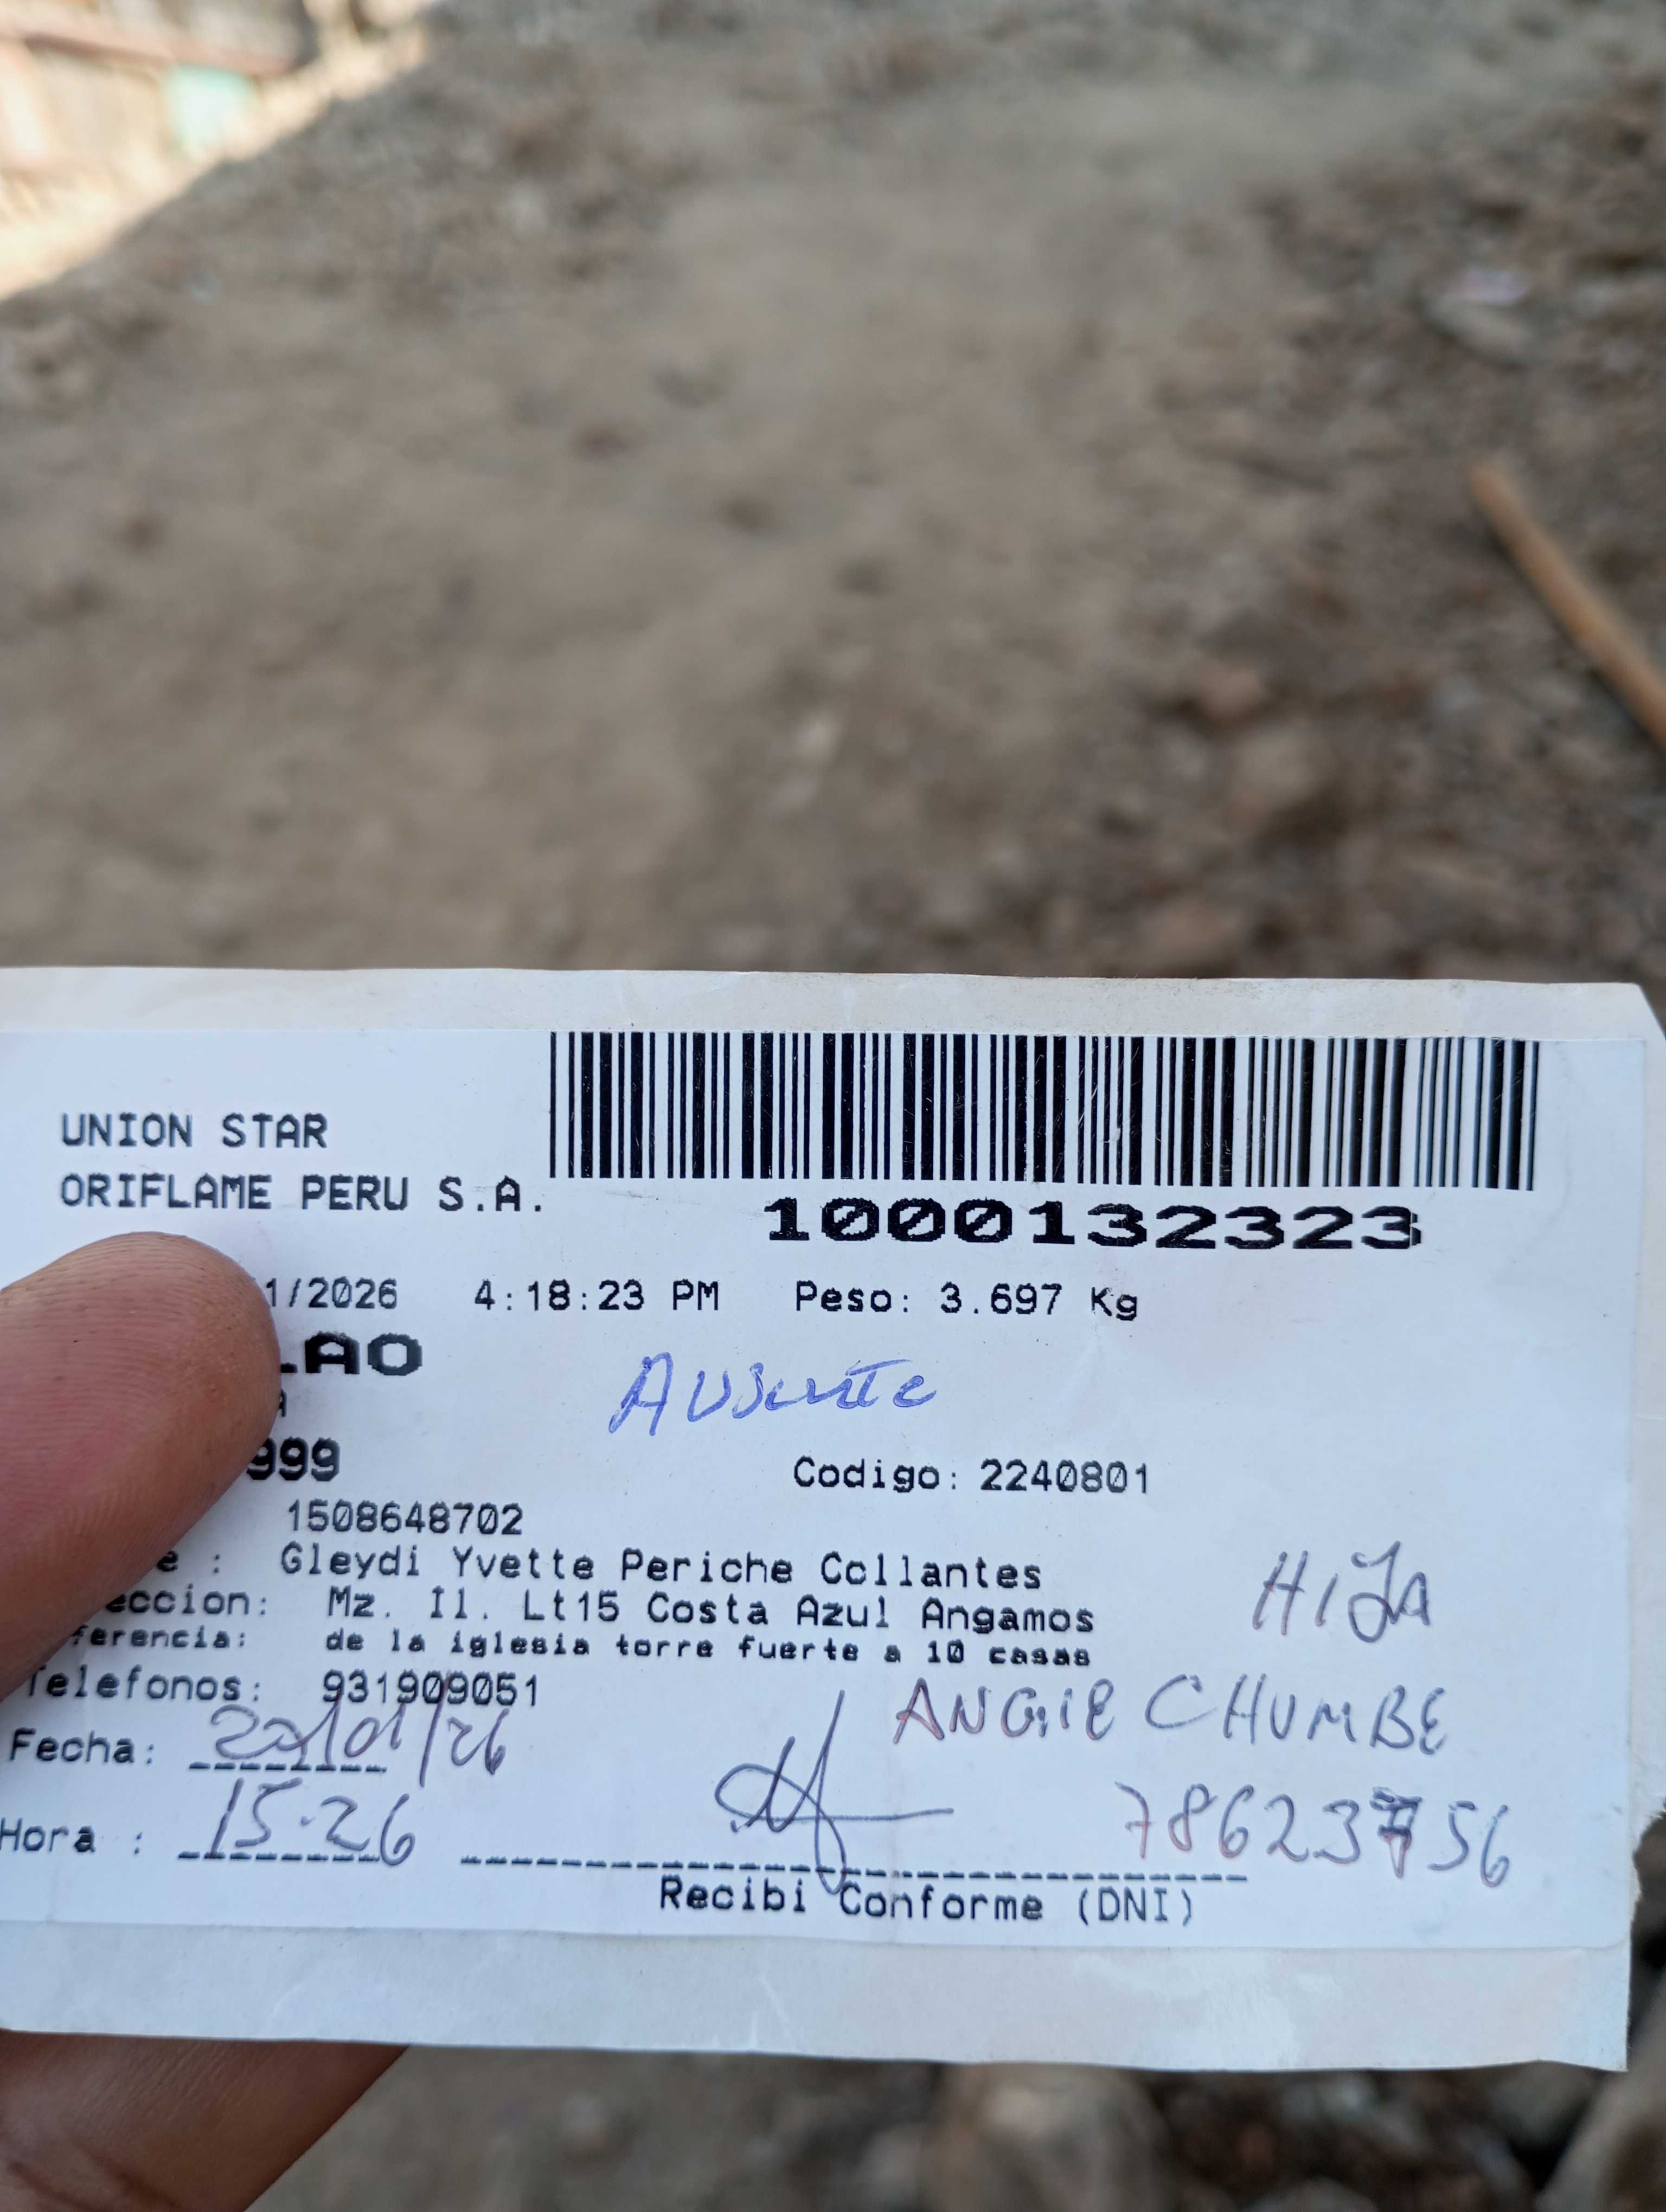 UNION STAR
ORIFLAME PERU S.A.
1000132323
1/2026 4:18:23 PM Peso: 3.697 Kg
LAO
Ausente
A
999
Codigo: 2240801
1508648702
e : Gleydi Yvette Periche Collantes
eccion: Mz. I1. Lt15 Costa Azul Angamos
HIJA
ferencia: de la iglesia torre fuerte a 10 casas
Telefonos: 931909051
ANGIE CHUMBE
Fecha: 22/01/26
Hora : 15.26
Recibi Conforme (DNI)